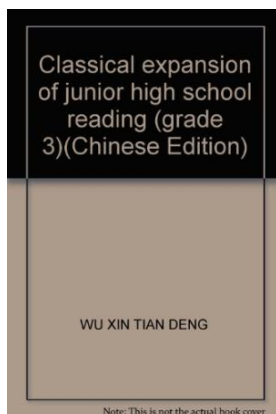 Classical expansion
of junior high school
reading (grade
3)(Chinese Edition)
WU XIN TIAN DENG
Note: This is not the actual book cover